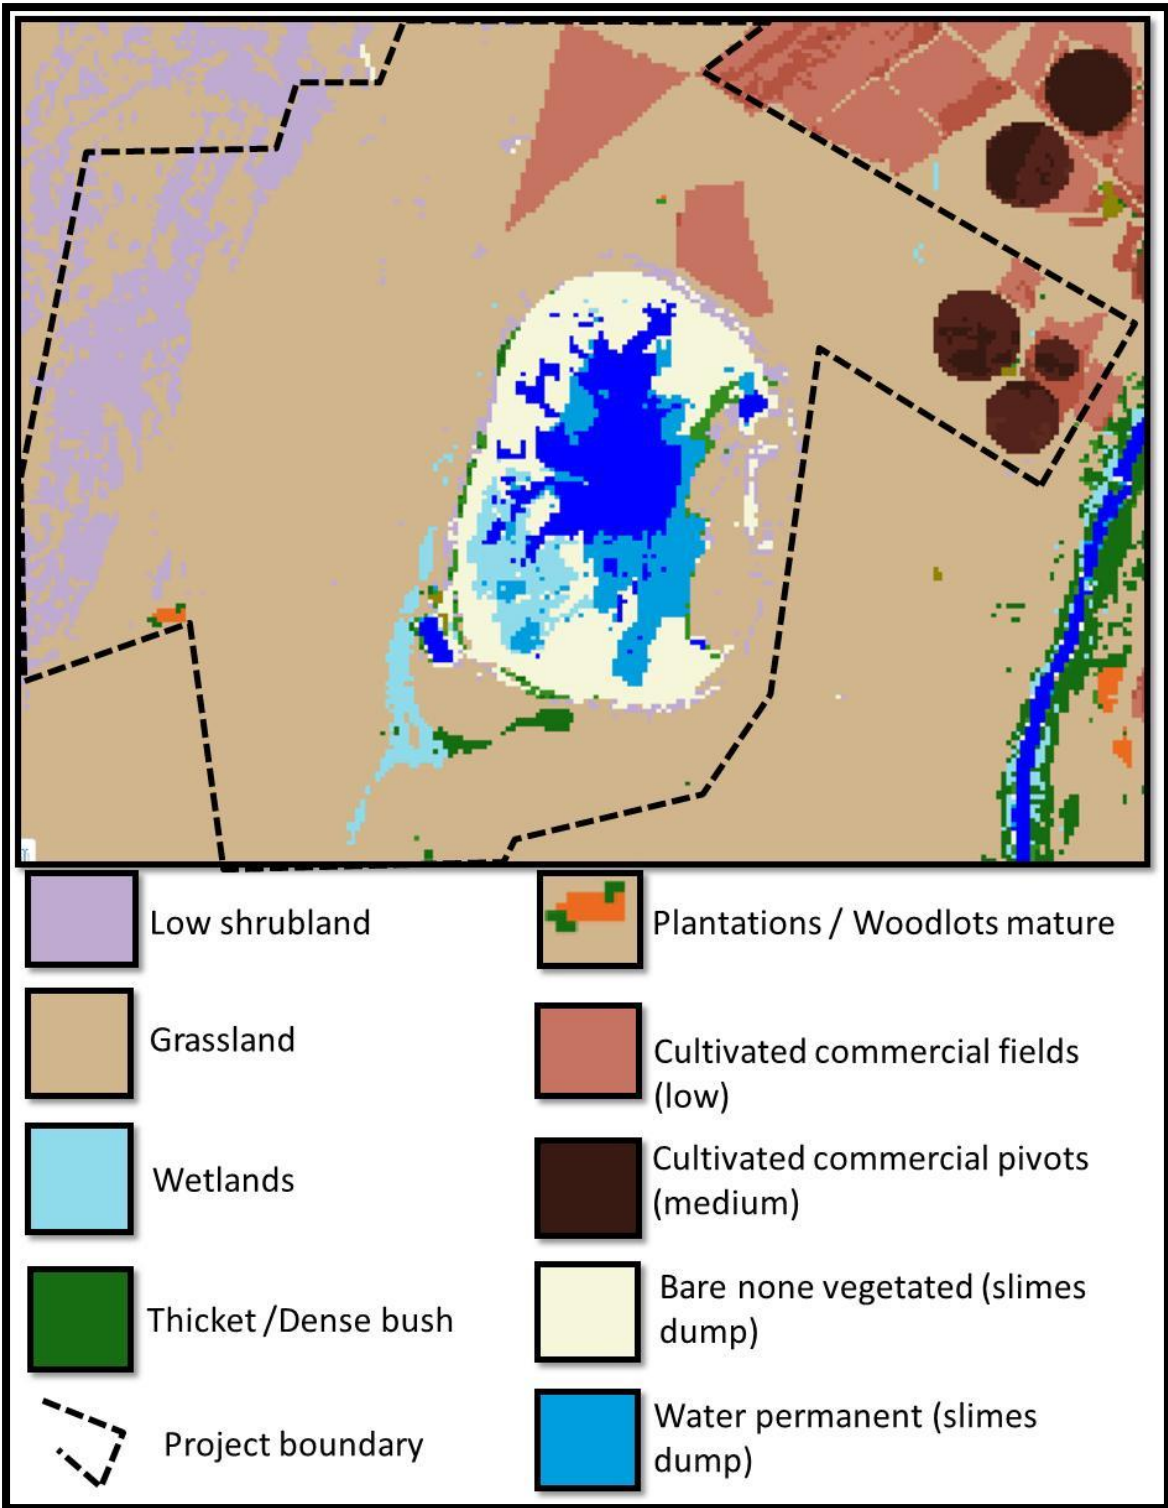 Low shrubland
Plantations / Woodlots mature
Grassland
Cultivated commercial fields
(low)
Wetlands
Cultivated commercial pivots
(medium)
Thicket /Dense bush
Bare none vegetated (slimes
dump)
Project boundary
Water permanent (slimes
dump)